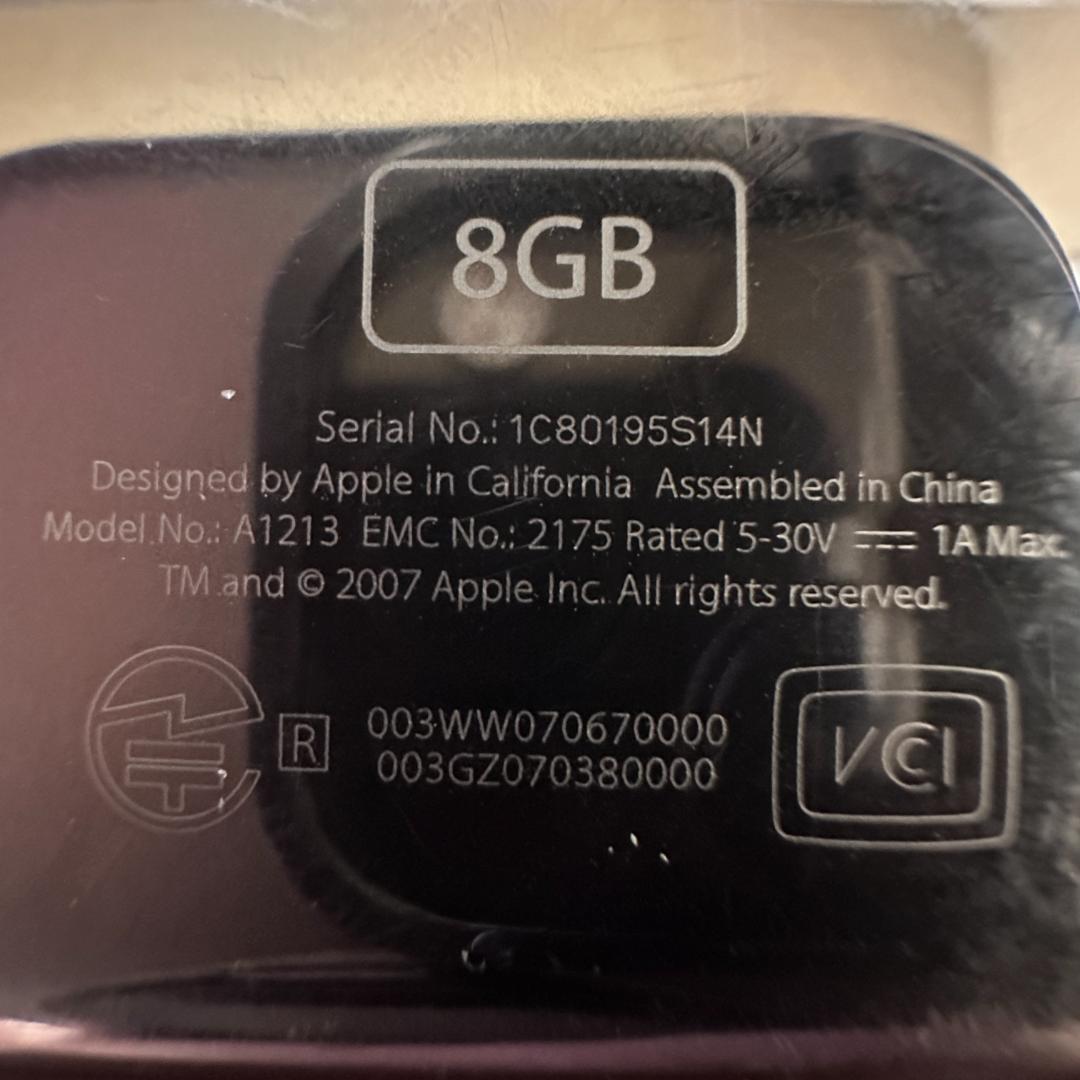 8GB
Serial No.: 1C80195S14N
Designed by Apple in California Assembled in China
Model No.: A1213 EMC No.: 2175 Rated 5-30V ⎓ 1A Max.
TM and © 2007 Apple Inc. All rights reserved.
R
003WW070670000
003GZ070380000
VCI